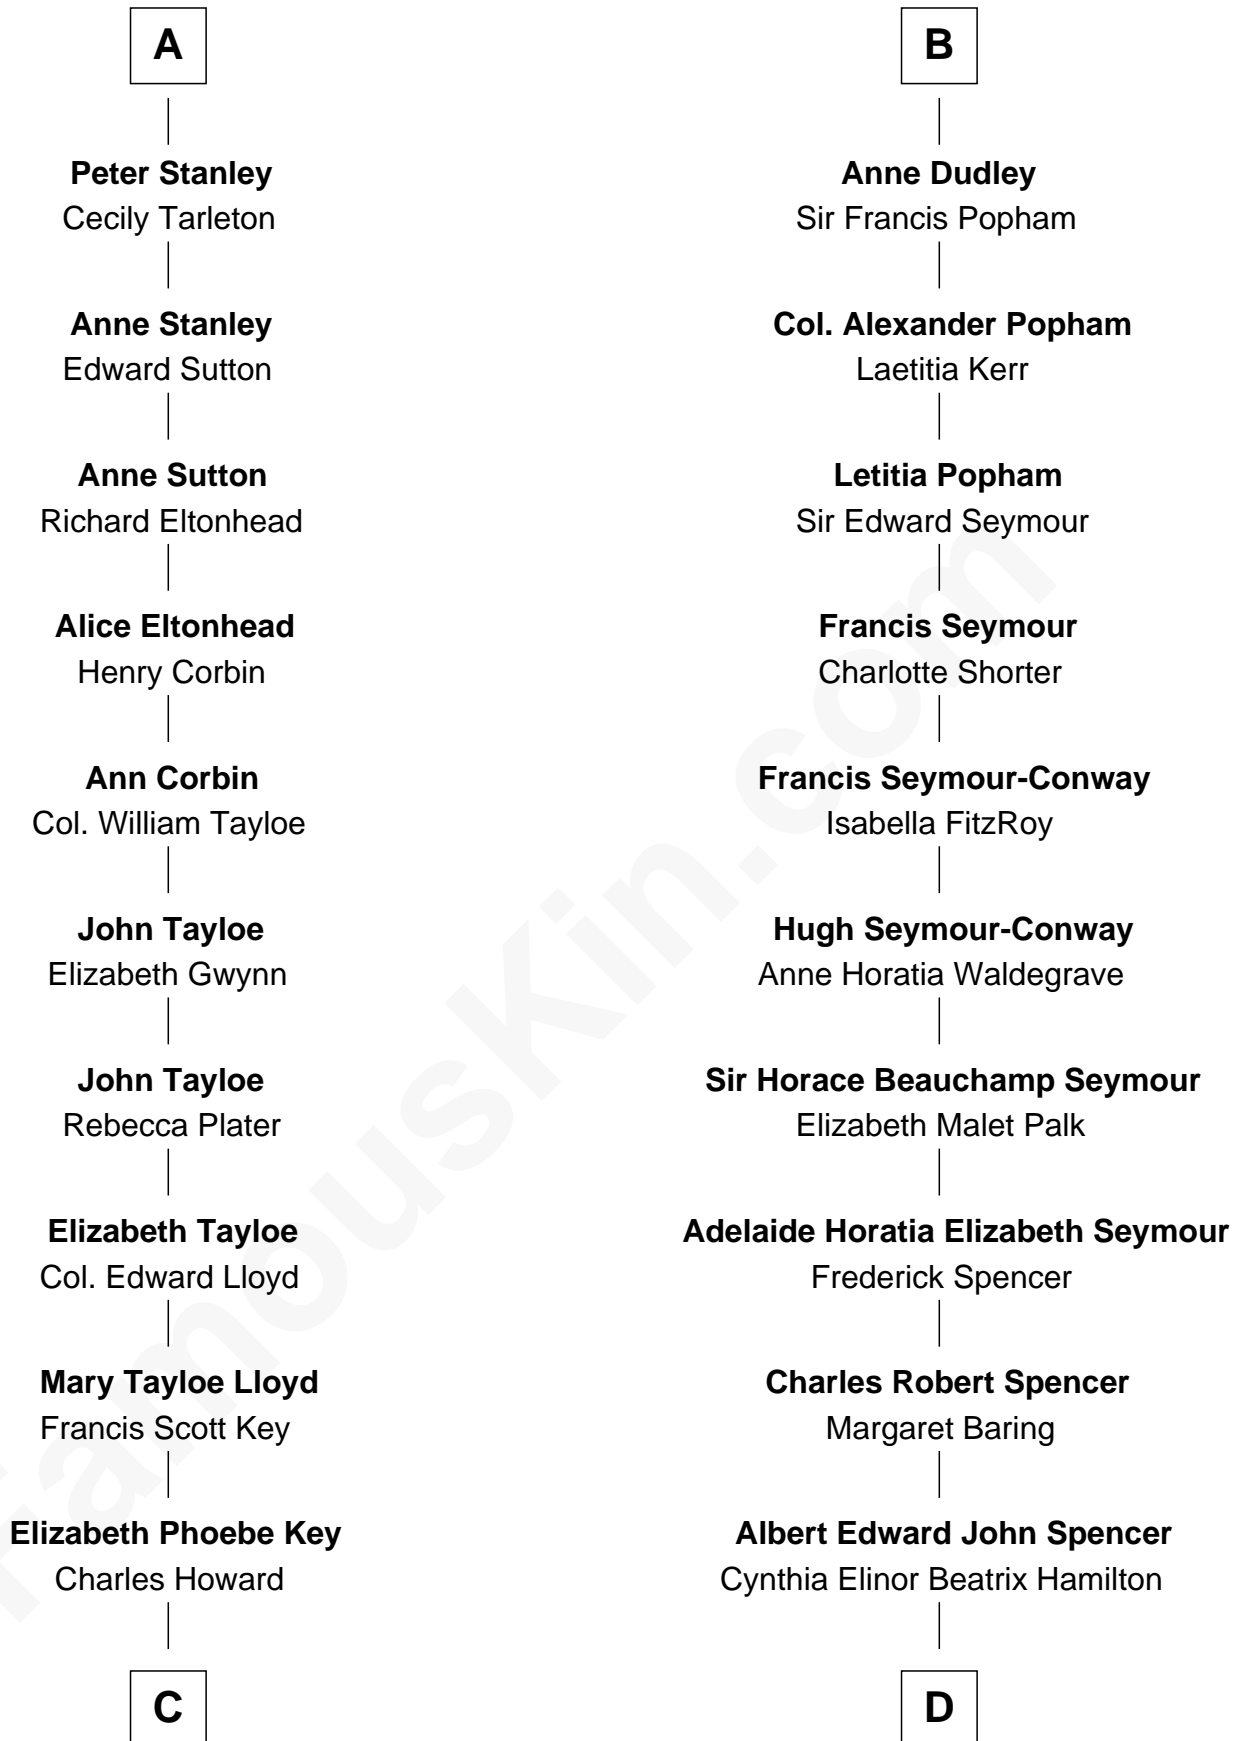 A
Peter Stanley
Cecily Tarleton
Anne Stanley
Edward Sutton
Anne Sutton
Richard Eltonhead
Alice Eltonhead
Henry Corbin
Ann Corbin
Col. William Tayloe
John Tayloe
Elizabeth Gwynn
John Tayloe
Rebecca Plater
Elizabeth Tayloe
Col. Edward Lloyd
Mary Tayloe Lloyd
Francis Scott Key
Elizabeth Phoebe Key
Charles Howard
C
B
Anne Dudley
Sir Francis Popham
Col. Alexander Popham
Laetitia Kerr
Letitia Popham
Sir Edward Seymour
Francis Seymour
Charlotte Shorter
Francis Seymour-Conway
Isabella FitzRoy
Hugh Seymour-Conway
Anne Horatia Waldegrave
Sir Horace Beauchamp Seymour
Elizabeth Malet Palk
Adelaide Horatia Elizabeth Seymour
Frederick Spencer
Charles Robert Spencer
Margaret Baring
Albert Edward John Spencer
Cynthia Elinor Beatrix Hamilton
D
FamousKin.com